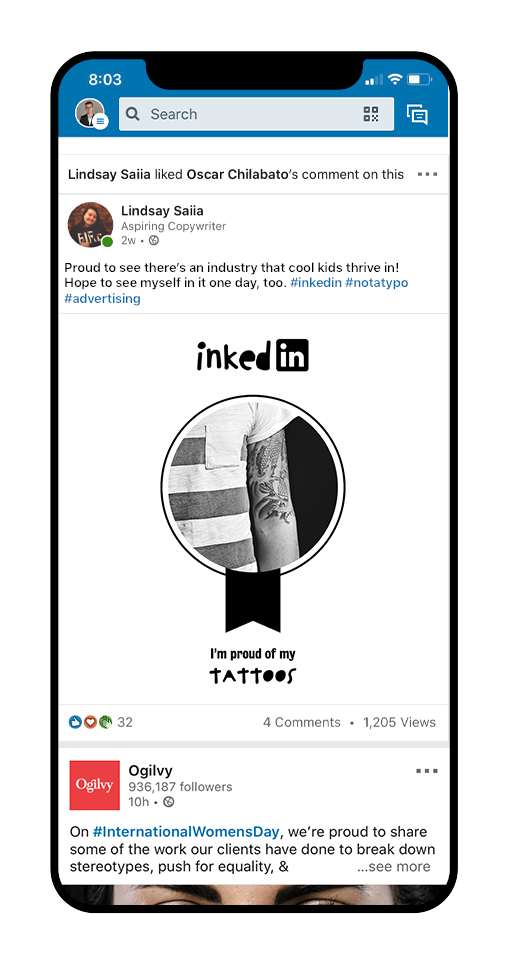 8:03
Search
Lindsay Saiia liked Oscar Chilabato's comment on this
Lindsay Saiia
Aspiring Copywriter
2w •
Proud to see there's an industry that cool kids thrive in!
Hope to see myself in it one day, too. #inkedin #notatypo
#advertising
inked in
I'm proud of my
TATTOOS
32
4 Comments • 1,205 Views
Ogilvy
Ogilvy
936,187 followers
10h •
On #InternationalWomensDay, we're proud to share
some of the work our clients have done to break down
stereotypes, push for equality, & ...see more